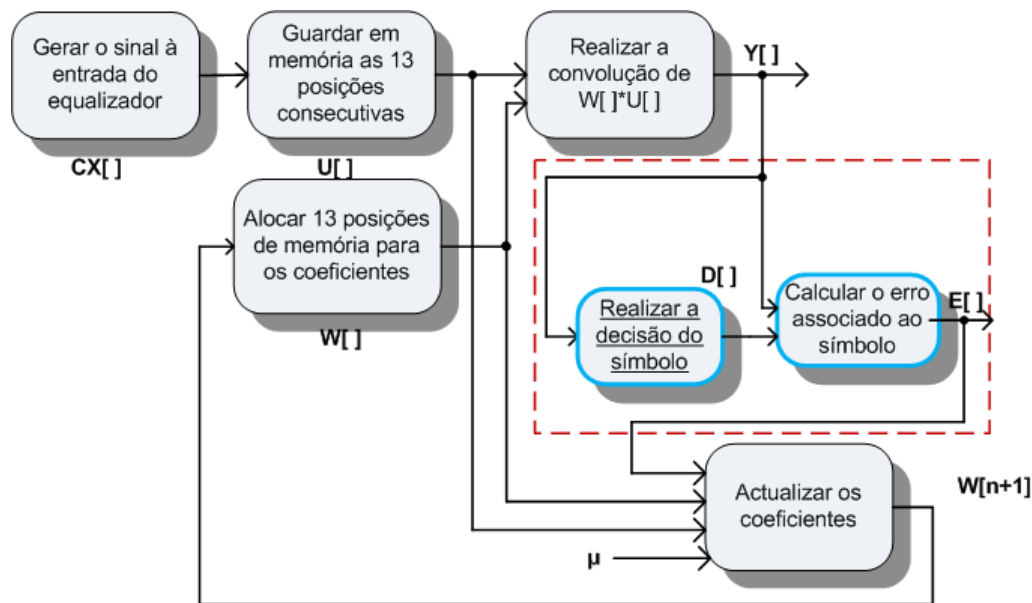 Gerar o sinal à
entrada do
equalizador
CX[ ]
Guardar em
memória as 13
posições
consecutivas
U[ ]
Realizar a
convolução de
W[ ]*U[ ]
Y[ ]
Alocar 13 posições
de memória para
os coeficientes
W[ ]
Realizar a
decisão do
símbolo
D[ ]
Calcular o erro
associado ao
símbolo
E[ ]
Actualizar os
coeficientes
W[n+1]
μ